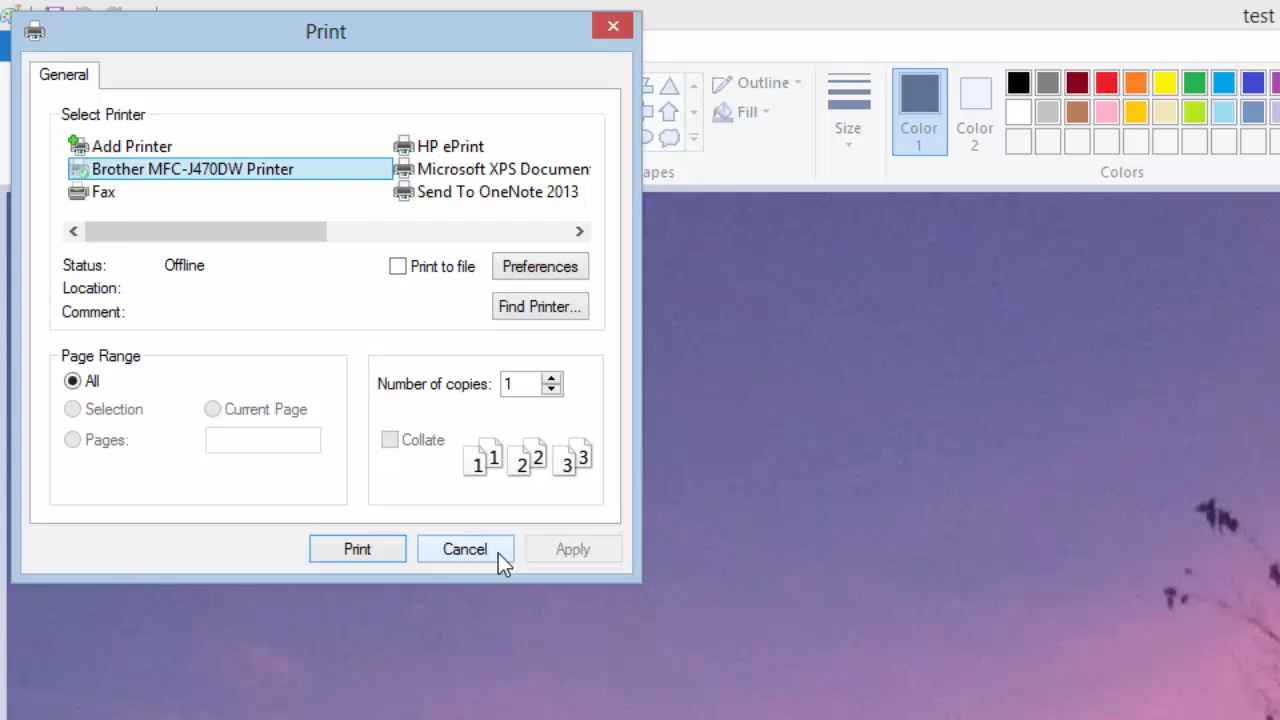 test
Print
General
Select Printer
Add Printer
HP ePrint
Brother MFC-J470DW Printer
Microsoft XPS Documen
Fax
Send To OneNote 2013
Status: Offline
Print to file
Preferences
Location:
Comment:
Find Printer...
Page Range
All
Selection
Current Page
Pages:
Number of copies: 1
Collate
1 1 2 2 3 3
Print
Cancel
Apply
Outline
Fill
apes
Size
Color
1
Color
2
Colors